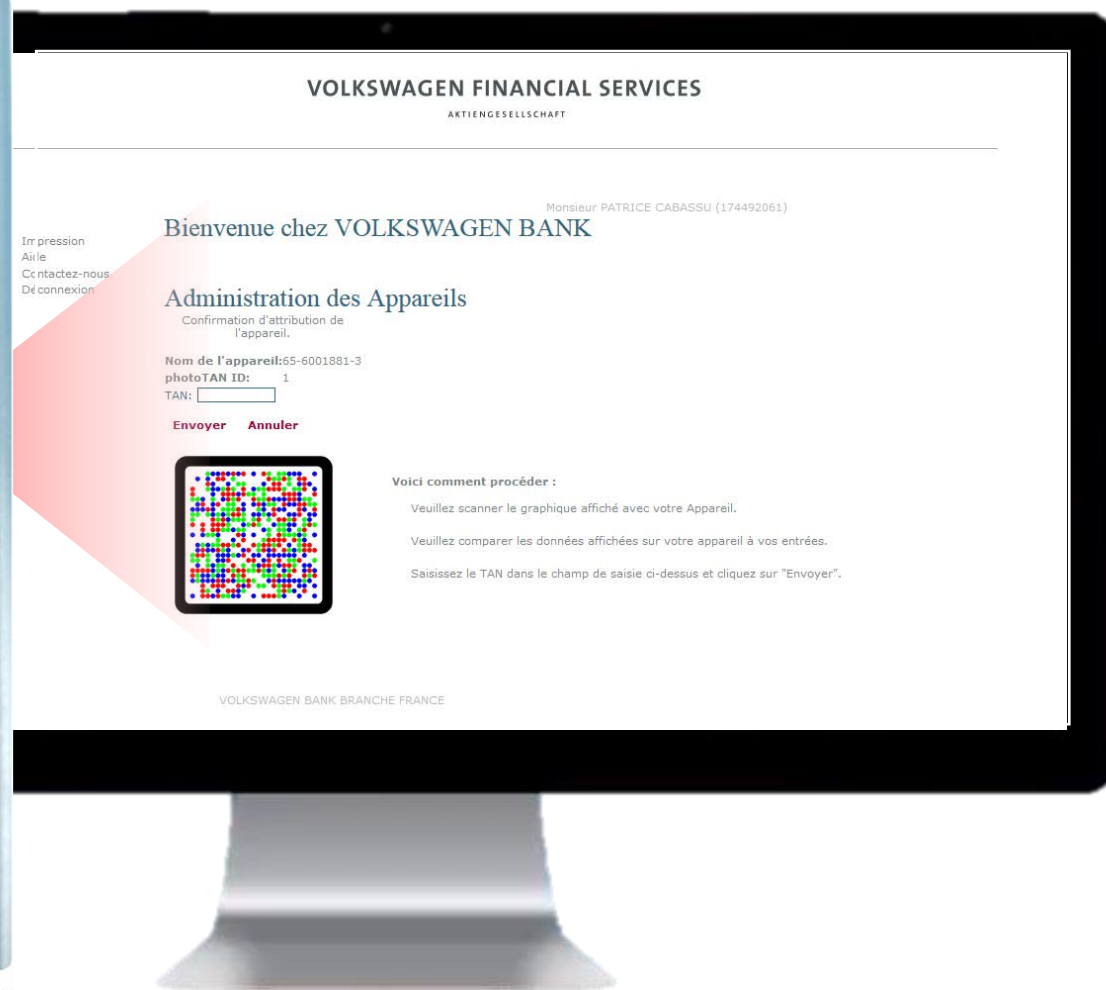 VOLKSWAGEN FINANCIAL SERVICES
AKTIENGESELLSCHAFT
Monsieur PATRICE CABASSU (174492061)
Bienvenue chez VOLKSWAGEN BANK
Impression
Aide
Contactez-nous
Déconnexion
Administration des Appareils
Confirmation d'attribution de
l'appareil.
Nom de l'appareil:65-6001881-3
photoTAN ID: 1
TAN:
Envoyer Annuler
Voici comment procéder :
Veuillez scanner le graphique affiché avec votre Appareil.
Veuillez comparer les données affichées sur votre appareil à vos entrées.
Saisissez le TAN dans le champ de saisie ci-dessus et cliquez sur "Envoyer".
VOLKSWAGEN BANK BRANCHE FRANCE